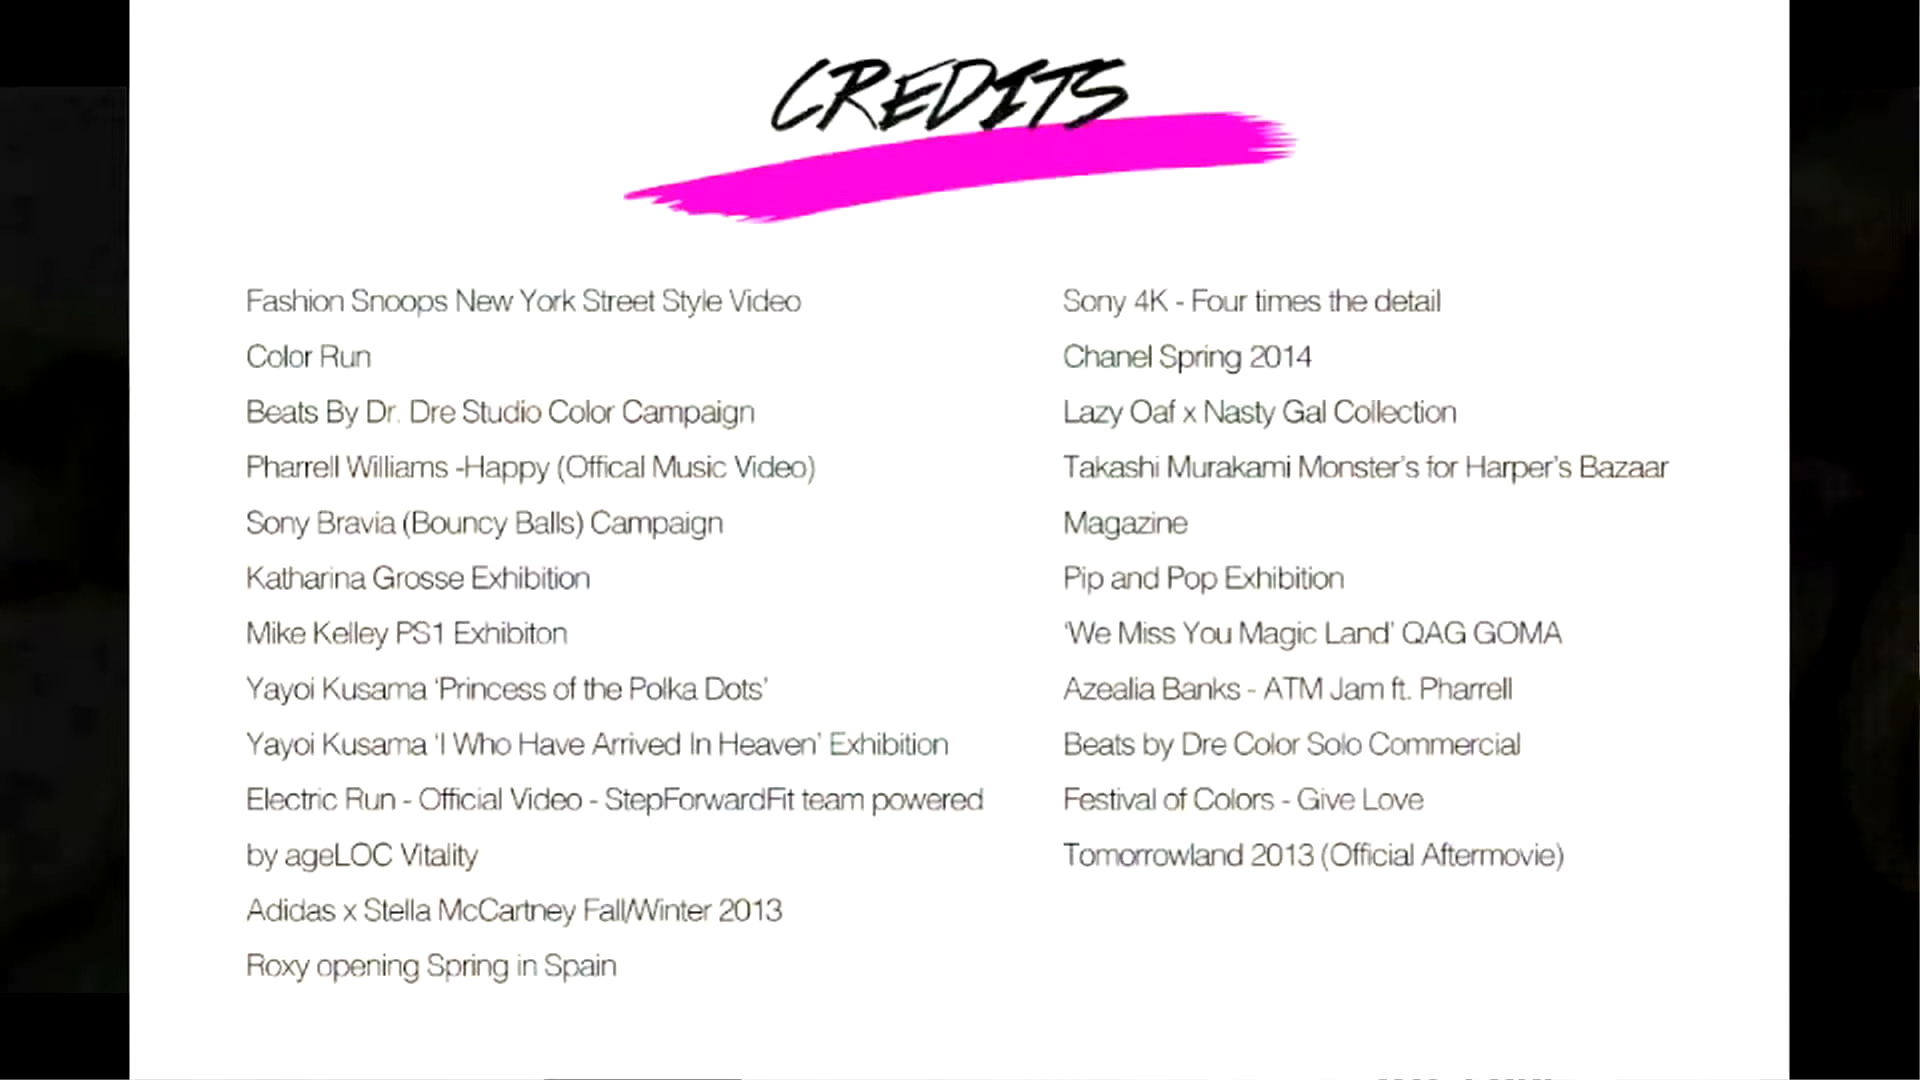 CREDITS
Fashion Snoops New York Street Style Video
Color Run
Beats By Dr. Dre Studio Color Campaign
Pharrell Williams -Happy (Offical Music Video)
Sony Bravia (Bouncy Balls) Campaign
Katharina Grosse Exhibition
Mike Kelley PS1 Exhibiton
Yayoi Kusama ‘Princess of the Polka Dots’
Yayoi Kusama ‘I Who Have Arrived In Heaven’ Exhibition
Electric Run - Official Video - StepForwardFit team powered
by ageLOC Vitality
Adidas x Stella McCartney Fall/Winter 2013
Roxy opening Spring in Spain
Sony 4K - Four times the detail
Chanel Spring 2014
Lazy Oaf x Nasty Gal Collection
Takashi Murakami Monster’s for Harper’s Bazaar
Magazine
Pip and Pop Exhibition
‘We Miss You Magic Land’ QAG GOMA
Azealia Banks - ATM Jam ft. Pharrell
Beats by Dre Color Solo Commercial
Festival of Colors - Give Love
Tomorrowland 2013 (Official Aftermovie)